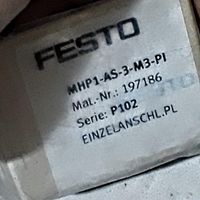 FESTO
MHP1-AS-3-M3-PI
Mat.-Nr.: 197186
Serie: P102
EINZELANSCHL.PL